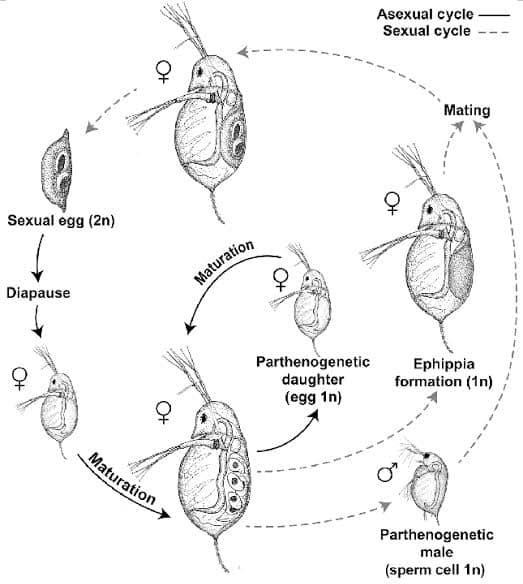 Asexual cycle
Sexual cycle
♀
Mating
♀
Sexual egg (2n)
Maturation
♀
Diapause
Parthenogenetic
daughter
(egg 1n)
Ephippia
formation (1n)
♀
♀
Maturation
♂
Parthenogenetic
male
(sperm cell 1n)